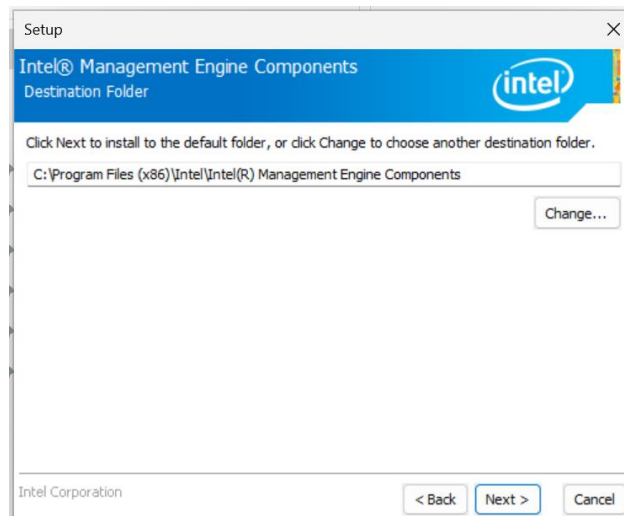 Setup
Intel® Management Engine Components
Destination Folder
intel
Click Next to install to the default folder, or click Change to choose another destination folder.
C:\Program Files (x86)\Intel\Intel(R) Management Engine Components
Change...
Intel Corporation
< Back
Next >
Cancel